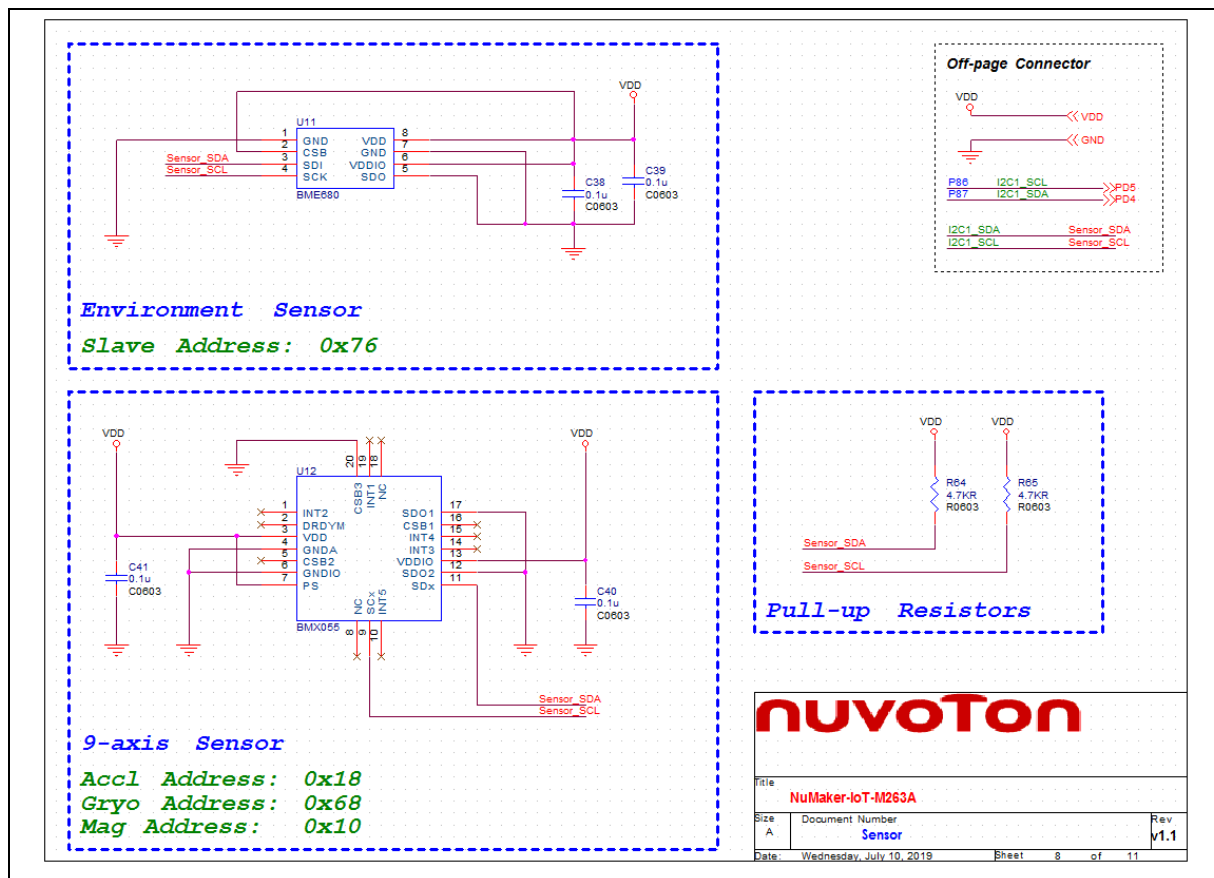 Off-page Connector
VDD
VDD
GND
P86 I2C1_SCL PD5
P87 I2C1_SDA PD4
I2C1_SDA Sensor_SDA
I2C1_SCL Sensor_SCL
VDD
U11
1 GND VDD 8
2 CSB GND 7
Sensor_SDA 3 SDI VDDIO 6
Sensor_SCL 4 SCK SDO 5
BME680
C38
0.1u
C0603
C39
0.1u
C0603
Environment Sensor
Slave Address: 0x76
VDD
VDD
20 19 18
CSB3 INT1 NC
U12
1 INT2 SDO1 17
2 DRDYM CSB1 16
3 VDD INT4 15
4 GNDA INT3 14
5 CSB2 VDDIO 13
6 GNDIO SDO2 12
7 PS SDx 11
NC SCx INT5
8 9 10
BMX055
C41
0.1u
C0603
C40
0.1u
C0603
Sensor_SDA
Sensor_SCL
9-axis Sensor
Accl Address: 0x18
Gryo Address: 0x68
Mag Address: 0x10
VDD VDD
R64
4.7KR
R0603
R65
4.7KR
R0603
Sensor_SDA
Sensor_SCL
Pull-up Resistors
nuvoTon
Title
NuMaker-IoT-M263A
Size
A
Document Number
Sensor
Rev
v1.1
Date: Wednesday, July 10, 2019 Sheet 8 of 11